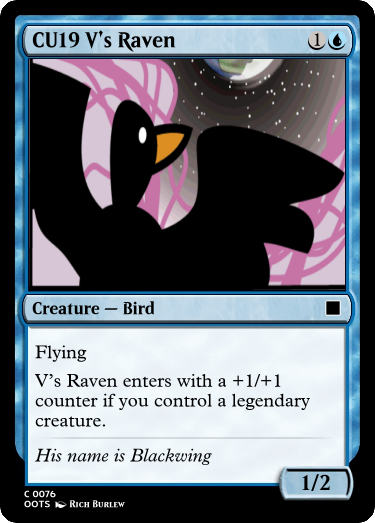 CU19 V's Raven 1
Creature — Bird
Flying
V's Raven enters with a +1/+1
counter if you control a legendary
creature.
His name is Blackwing
1/2
C 0076
OOTS Rich Burlew